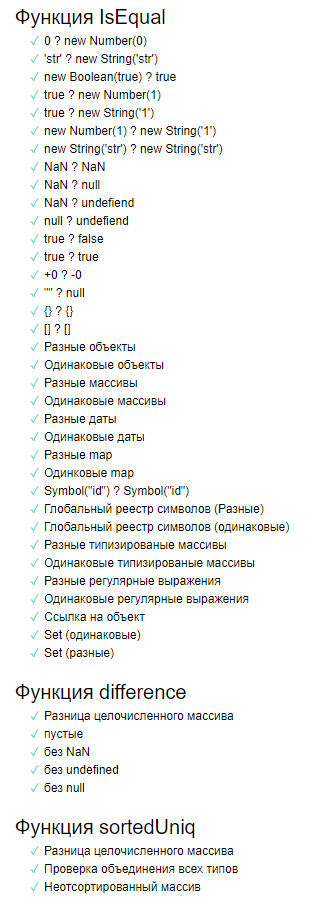 Функция IsEqual
✓ 0 ? new Number(0)
✓ 'str' ? new String('str')
✓ new Boolean(true) ? true
✓ true ? new Number(1)
✓ true ? new String('1')
✓ new Number(1) ? new String('1')
✓ new String('str') ? new String('str')
✓ NaN ? NaN
✓ NaN ? null
✓ NaN ? undefiend
✓ null ? undefiend
✓ true ? false
✓ true ? true
✓ +0 ? -0
✓ "" ? null
✓ {} ? {}
✓ [] ? []
✓ Разные объекты
✓ Одинаковые объекты
✓ Разные массивы
✓ Одинаковые массивы
✓ Разные даты
✓ Одинаковые даты
✓ Разные map
✓ Одинковые map
✓ Symbol("id") ? Symbol("id")
✓ Глобальный реестр символов (Разные)
✓ Глобальный реестр символов (одинаковые)
✓ Разные типизированые массивы
✓ Одинаковые типизированые массивы
✓ Разные регулярные выражения
✓ Одинаковые регулярные выражения
✓ Ссылка на объект
✓ Set (одинаковые)
✓ Set (разные)
Функция difference
✓ Разница целочисленного массива
✓ пустые
✓ без NaN
✓ без undefined
✓ без null
Функция sortedUniq
✓ Разница целочисленного массива
✓ Проверка объединения всех типов
✓ Неотсортированный массив